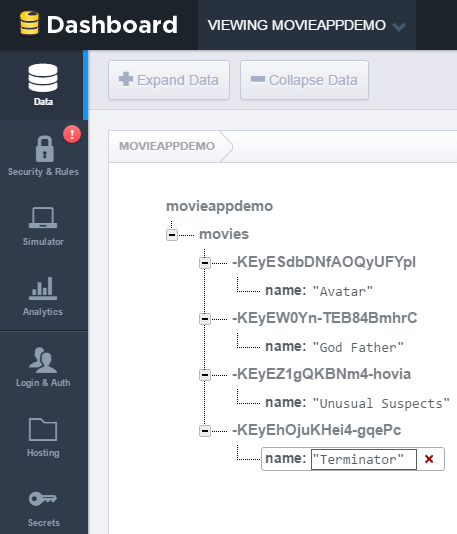 Dashboard
VIEWING MOVIEAPPDEMO
Data
!
Security & Rules
Simulator
Analytics
Login & Auth
Hosting
Secrets
Expand Data
Collapse Data
MOVIEAPPDEMO
movieappdemo
movies
-KEyESdbDNfAOQyUFYpI
name: "Avatar"
-KEyEW0Yn-TEB84BmhrC
name: "God Father"
-KEyEZ1gQKBNm4-hovia
name: "Unusual Suspects"
-KEyEhOjuKHei4-gqePc
name: "Terminator"